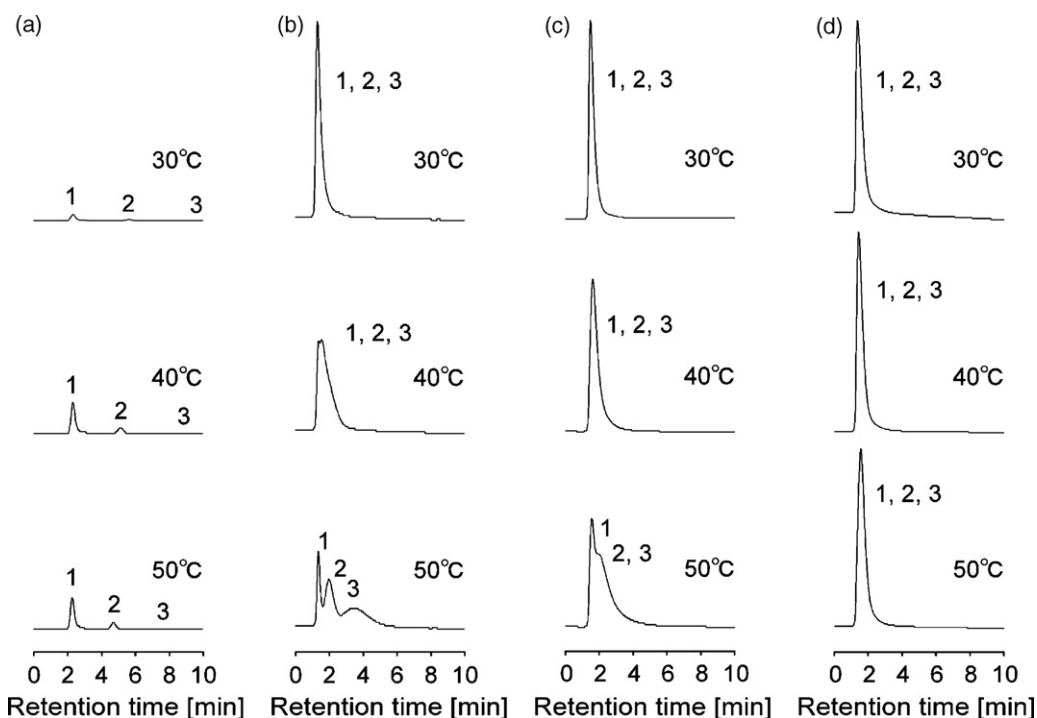 (a)
(b)
(c)
(d)
1, 2, 3
1, 2, 3
1, 2, 3
30℃
30℃
30℃
30℃
1
2
3
1, 2, 3
1, 2, 3
1, 2, 3
40℃
40℃
40℃
40℃
1
2
3
1, 2, 3
1
1
2
2, 3
3
50℃
50℃
50℃
50℃
1
2
3
0 2 4 6 8 10
0 2 4 6 8 10
0 2 4 6 8 10
0 2 4 6 8 10
Retention time [min]
Retention time [min]
Retention time [min]
Retention time [min]